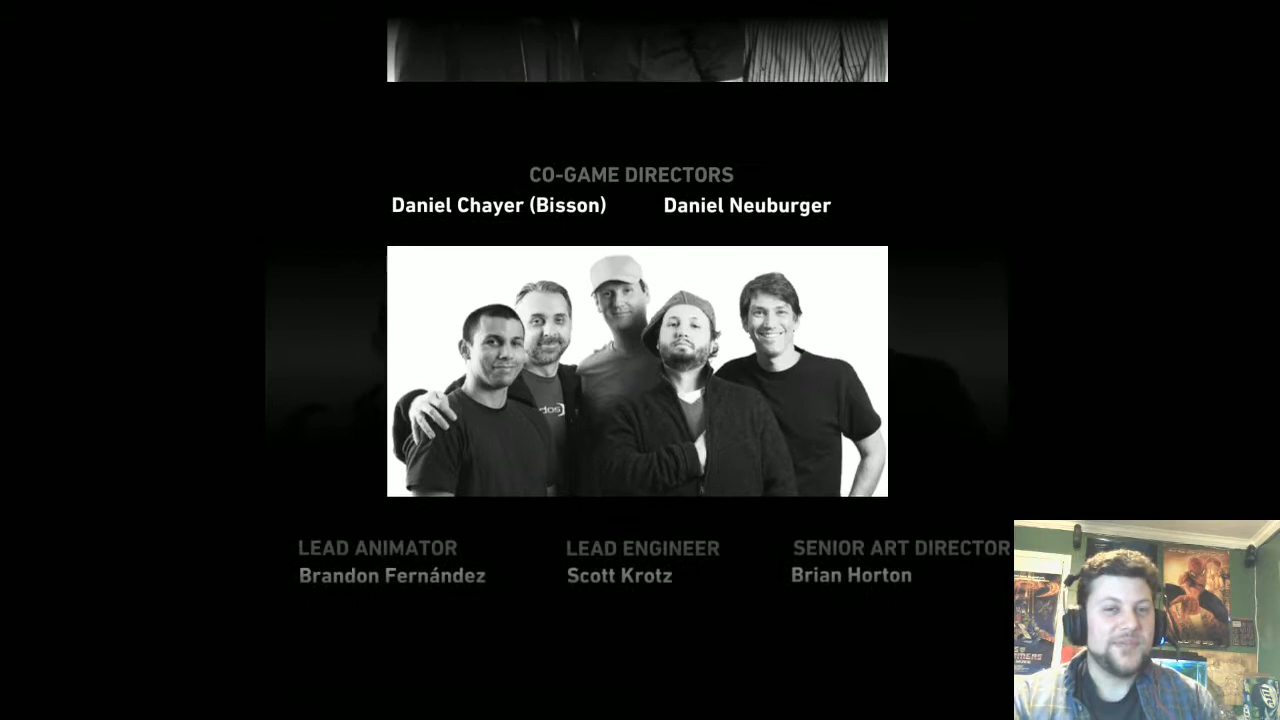 CO-GAME DIRECTORS
Daniel Chayer (Bisson) Daniel Neuburger
dos
LEAD ANIMATOR LEAD ENGINEER SENIOR ART DIRECTOR
Brandon Fernández Scott Krotz Brian Horton